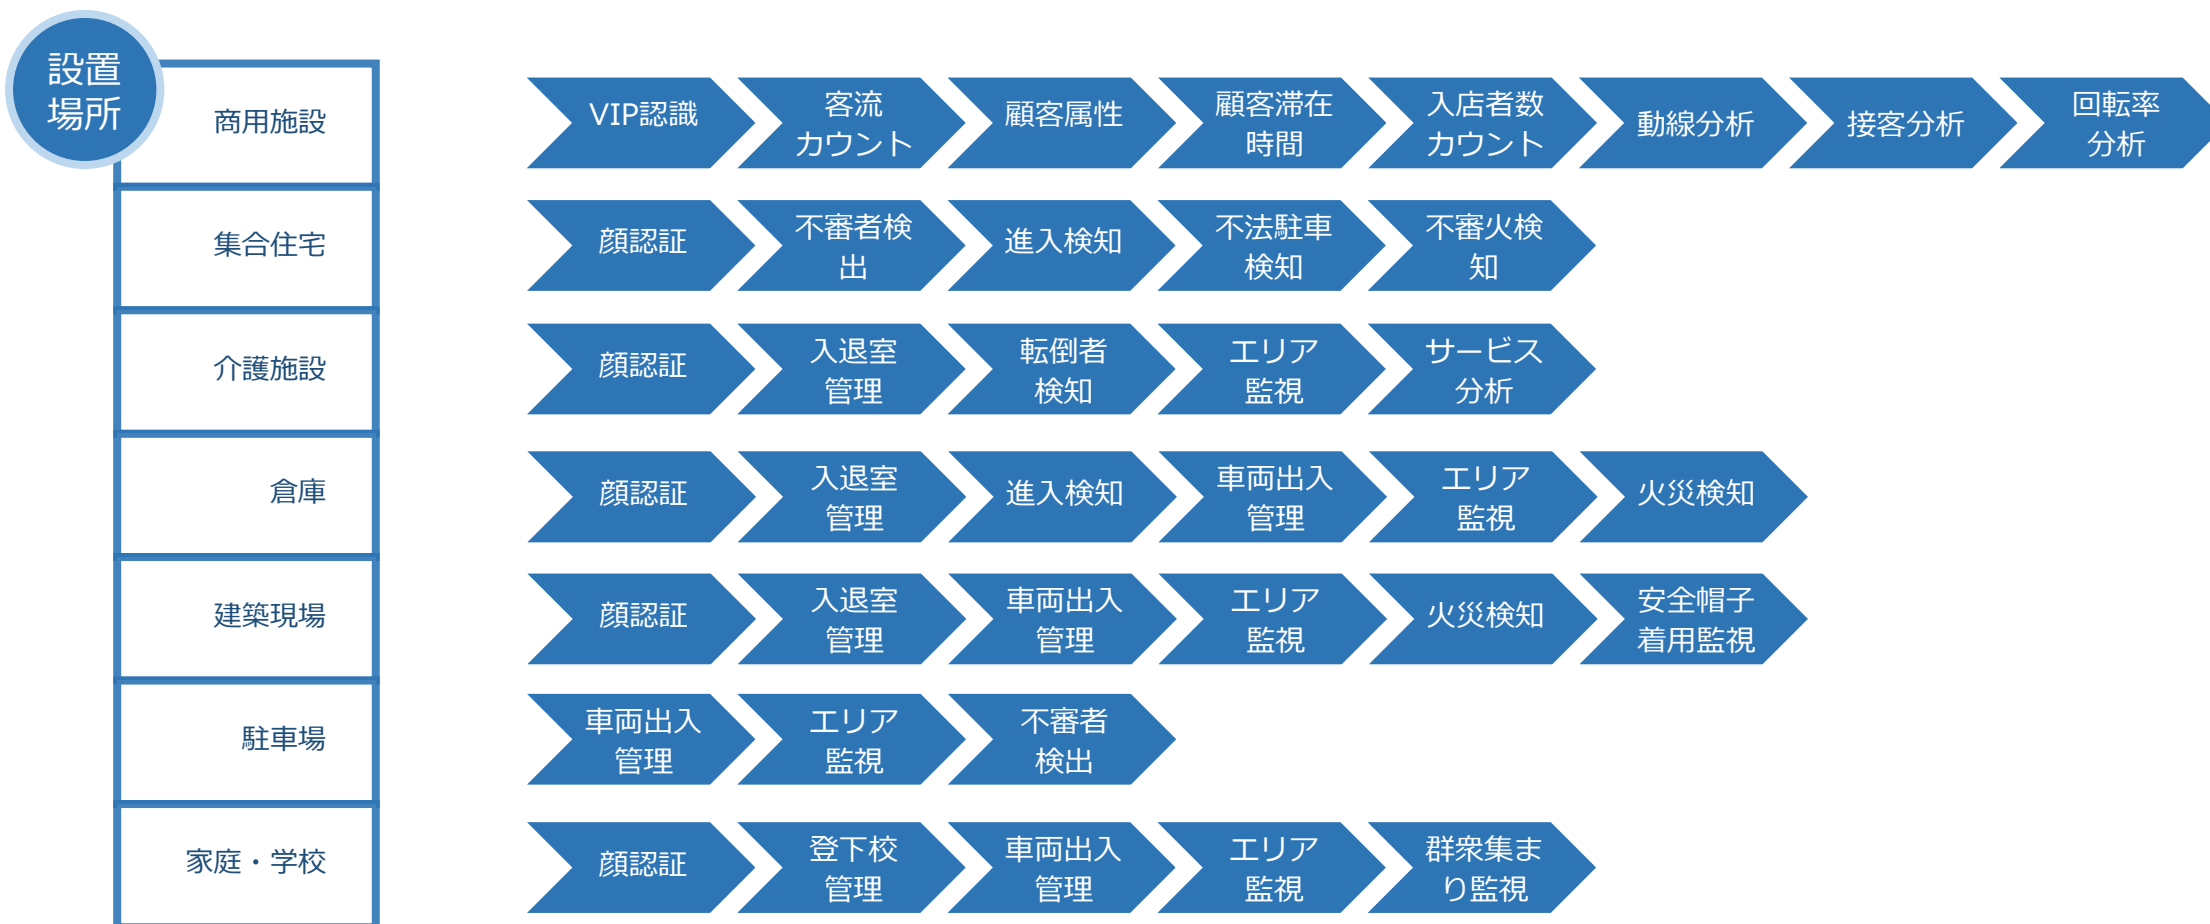 設置
場所
商用施設
VIP認識
客流
カウント
顧客属性
顧客滞在
時間
入店者数
カウント
動線分析
接客分析
回転率
分析
集合住宅
顔認証
不審者検
出
進入検知
不法駐車
検知
不審火検
知
介護施設
顔認証
入退室
管理
転倒者
検知
エリア
監視
サービス
分析
倉庫
顔認証
入退室
管理
進入検知
車両出入
管理
エリア
監視
火災検知
建築現場
顔認証
入退室
管理
車両出入
管理
エリア
監視
火災検知
安全帽子
着用監視
駐車場
車両出入
管理
エリア
監視
不審者
検出
家庭・学校
顔認証
登下校
管理
車両出入
管理
エリア
監視
群衆集ま
り監視